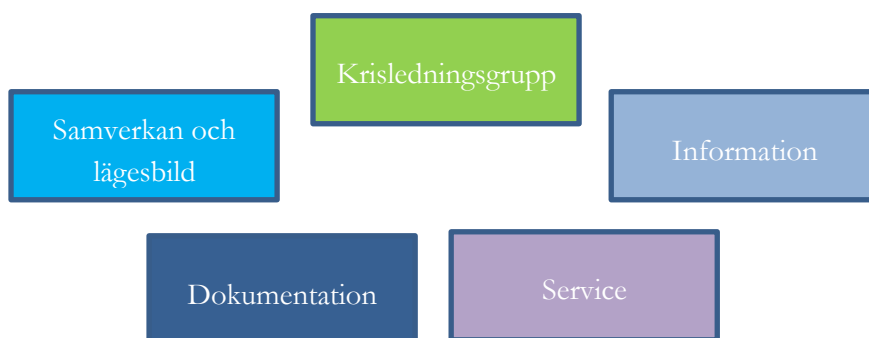 Krisledningsgrupp
Samverkan och
lägesbild
Information
Dokumentation
Service